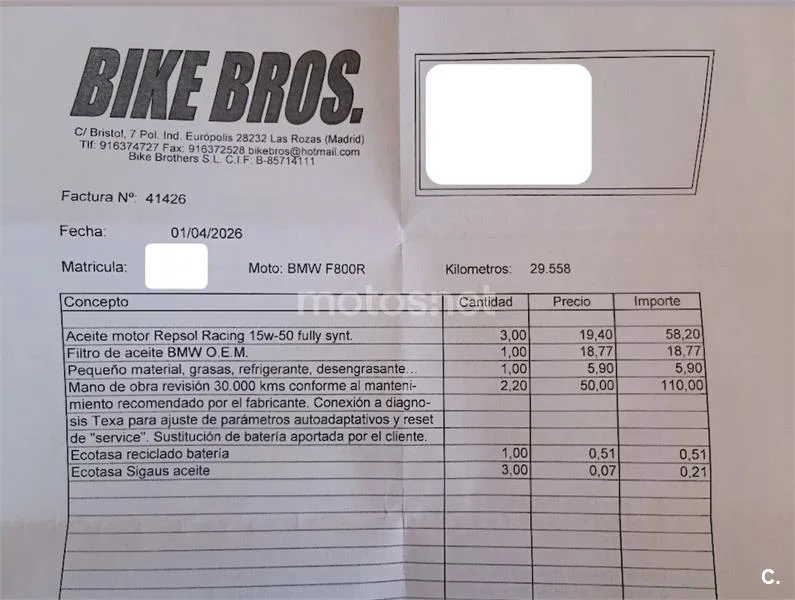 BIKE BROS.
C/ Bristol, 7 Pol. Ind. Európolis 28232 Las Rozas (Madrid)
Tlf: 916374727 Fax: 916372528 bikebros@hotmail.com
Bike Brothers S.L. C.I.F: B-85714111
Factura Nº: 41426
Fecha: 01/04/2026
Matricula: Moto: BMW F800R Kilometros: 29.558
Concepto Cantidad Precio Importe
motosnet
Aceite motor Repsol Racing 15w-50 fully synt. 3,00 19,40 58,20
Filtro de aceite BMW O.E.M. 1,00 18,77 18,77
Pequeño material, grasas, refrigerante, desengrasante... 1,00 5,90 5,90
Mano de obra revisión 30.000 kms conforme al manteni- 2,20 50,00 110,00
miento recomendado por el fabricante. Conexión a diagno-
sis Texa para ajuste de parámetros autoadaptativos y reset
de "service". Sustitución de batería aportada por el cliente.
Ecotasa reciclado batería 1,00 0,51 0,51
Ecotasa Sigaus aceite 3,00 0,07 0,21
C.